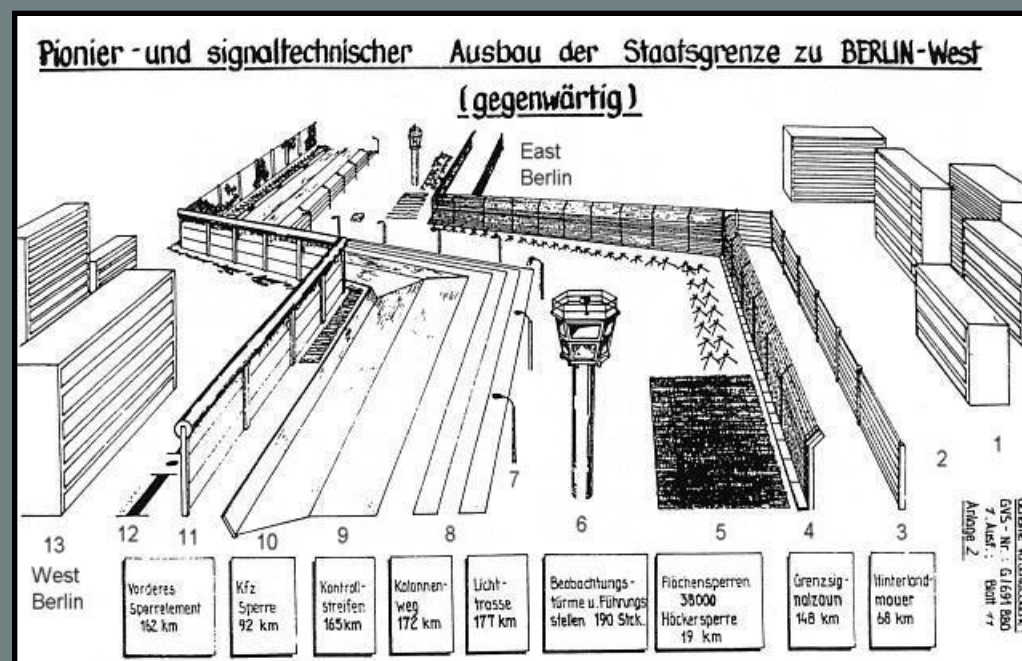 Pionier-und signaltechnischer Ausbau der Staatsgrenze zu BERLIN-West
(gegenwärtig)
East
Berlin
1
2
3
4
5
6
7
8
9
10
11
12
13
West
Berlin
Vorderes
Sperrelement
162 km
Kfz
Sperre
92 km
Kontroll-
streifen
165 km
Kolonnen-
weg
172 km
Licht-
trasse
177 km
Beobachtungs-
türme u. Führungs
stellen 190 Stck.
Flächensperren
38000
Höckersperre
19 km
Grenzsig-
nalzaun
148 km
Hinterland-
mauer
68 km
GVS-Nr.: G/691 880
7. Ausf.: Blatt 11
Anlage 2